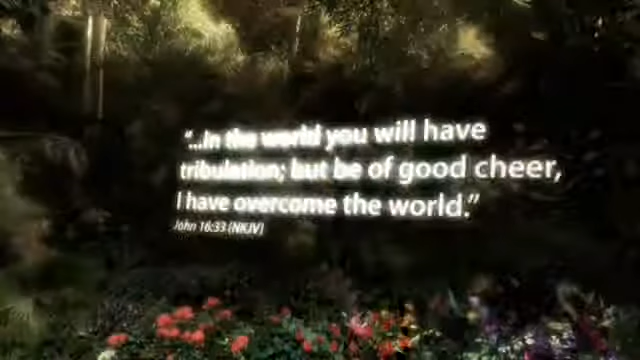 “...In the world you will have
tribulation; but be of good cheer,
I have overcome the world.”
John 16:33 (NKJV)